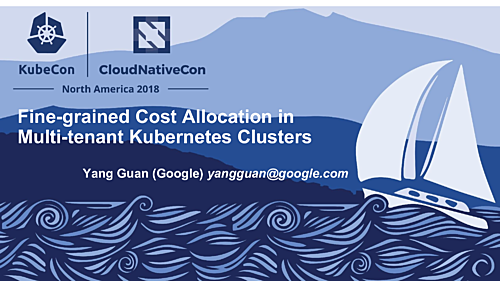 KubeCon
CloudNativeCon
North America 2018
Fine-grained Cost Allocation in
Multi-tenant Kubernetes Clusters
Yang Guan (Google) yangguan@google.com